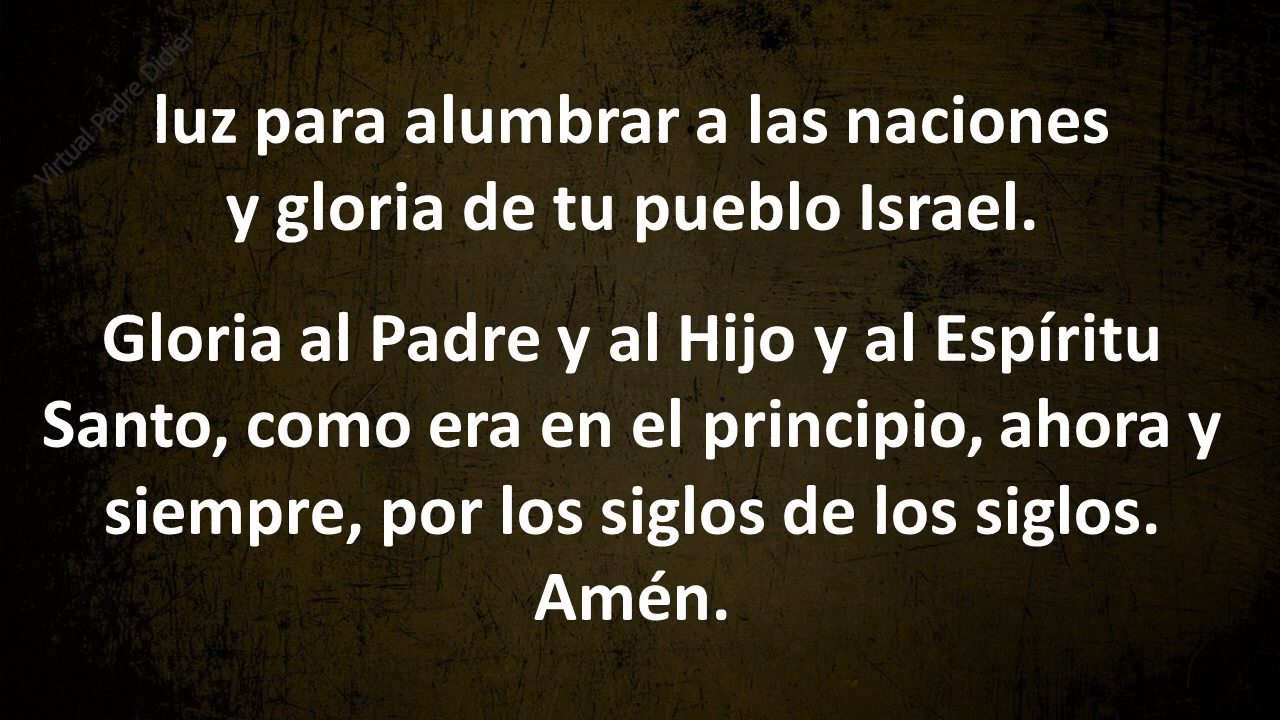 Virtual Padre Didier
luz para alumbrar a las naciones
y gloria de tu pueblo Israel.
Gloria al Padre y al Hijo y al Espíritu
Santo, como era en el principio, ahora y
siempre, por los siglos de los siglos.
Amén.